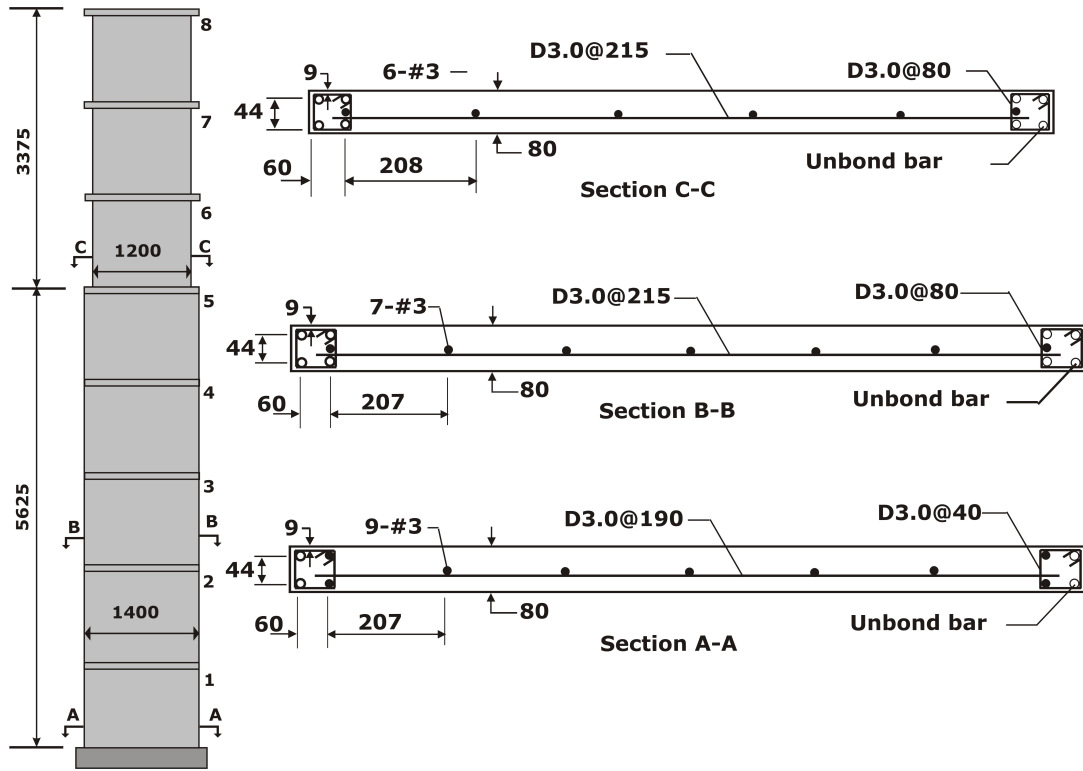 8
7
6
C
C
1200
5
4
3
B
B
2
1400
1
A
A
3375
5625
D3.0@215
9
6-#3
D3.0@80
44
60
208
80
Unbond bar
Section C-C
D3.0@215
9
7-#3
D3.0@80
44
60
207
80
Unbond bar
Section B-B
D3.0@190
9
9-#3
D3.0@40
44
60
207
80
Unbond bar
Section A-A